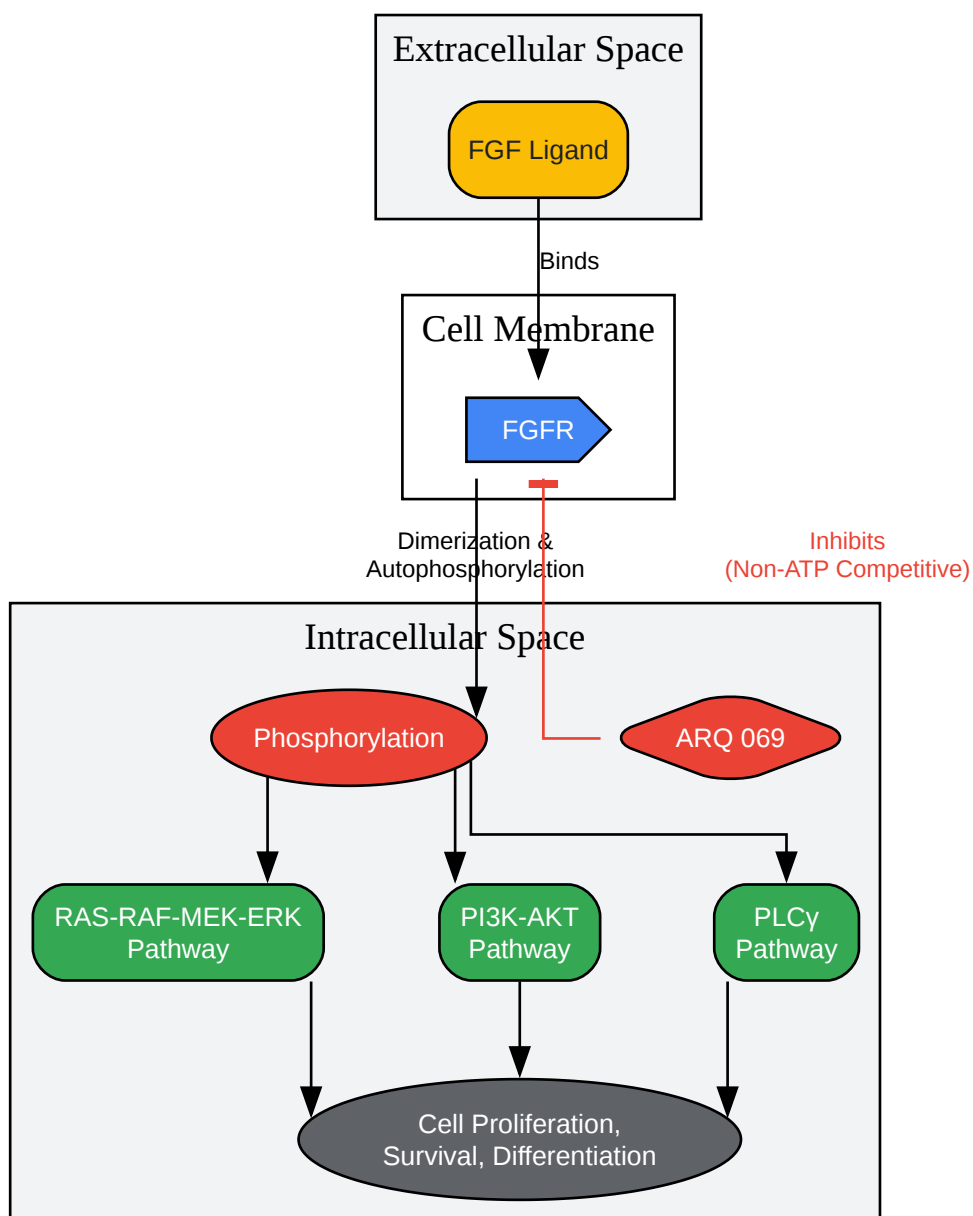 Extracellular Space
FGF Ligand
Binds
Cell Membrane
FGFR
Dimerization &
Autophosphorylation
Inhibits
(Non-ATP Competitive)
Intracellular Space
Phosphorylation
ARQ 069
RAS-RAF-MEK-ERK
Pathway
PI3K-AKT
Pathway
PLCγ
Pathway
Cell Proliferation,
Survival, Differentiation